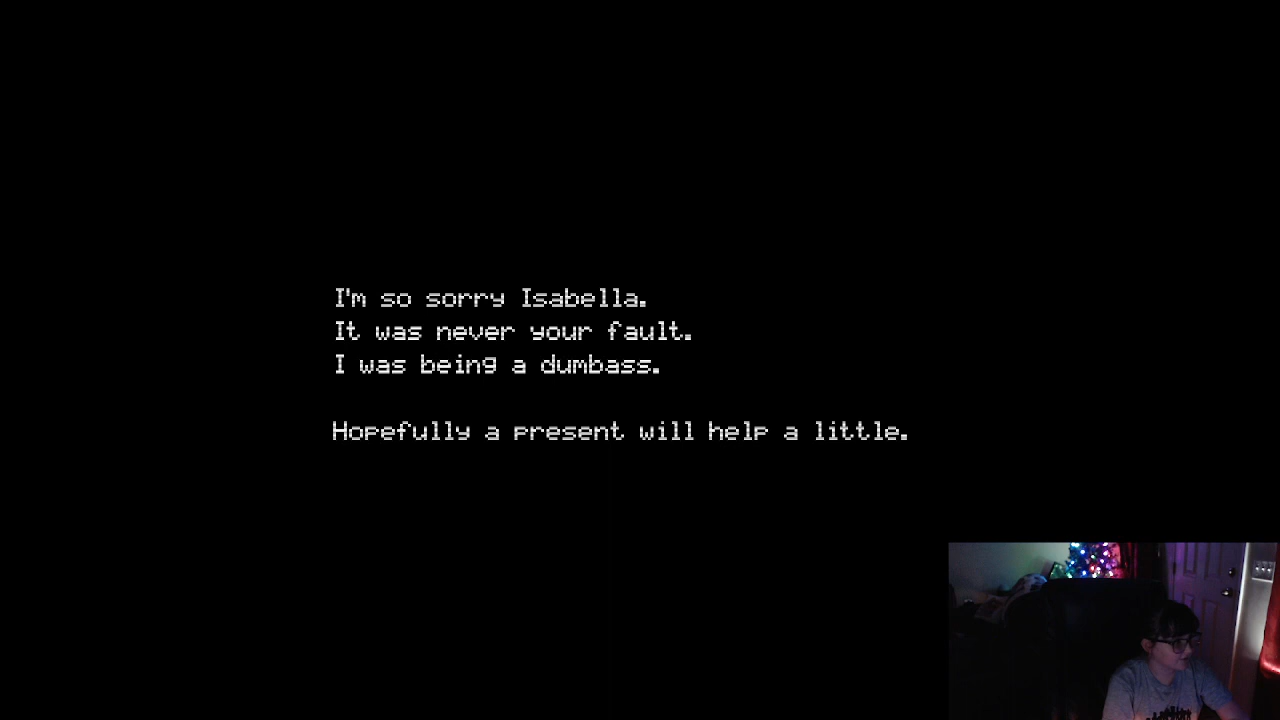 I'm so sorry Isabella.
It was never your fault.
I was being a dumbass.
Hopefully a present will help a little.